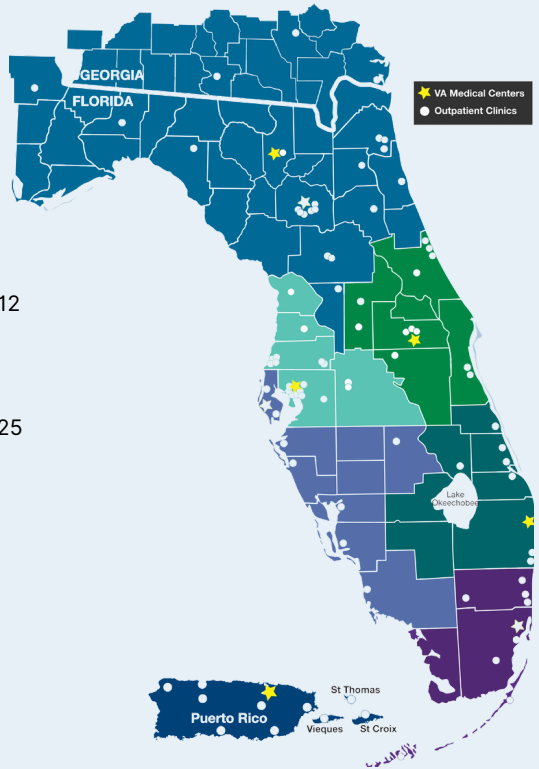 GEORGIA
FLORIDA
VA Medical Centers
Outpatient Clinics
12
25
Lake
Okeechobee
St Thomas
Puerto Rico
Vieques
St Croix